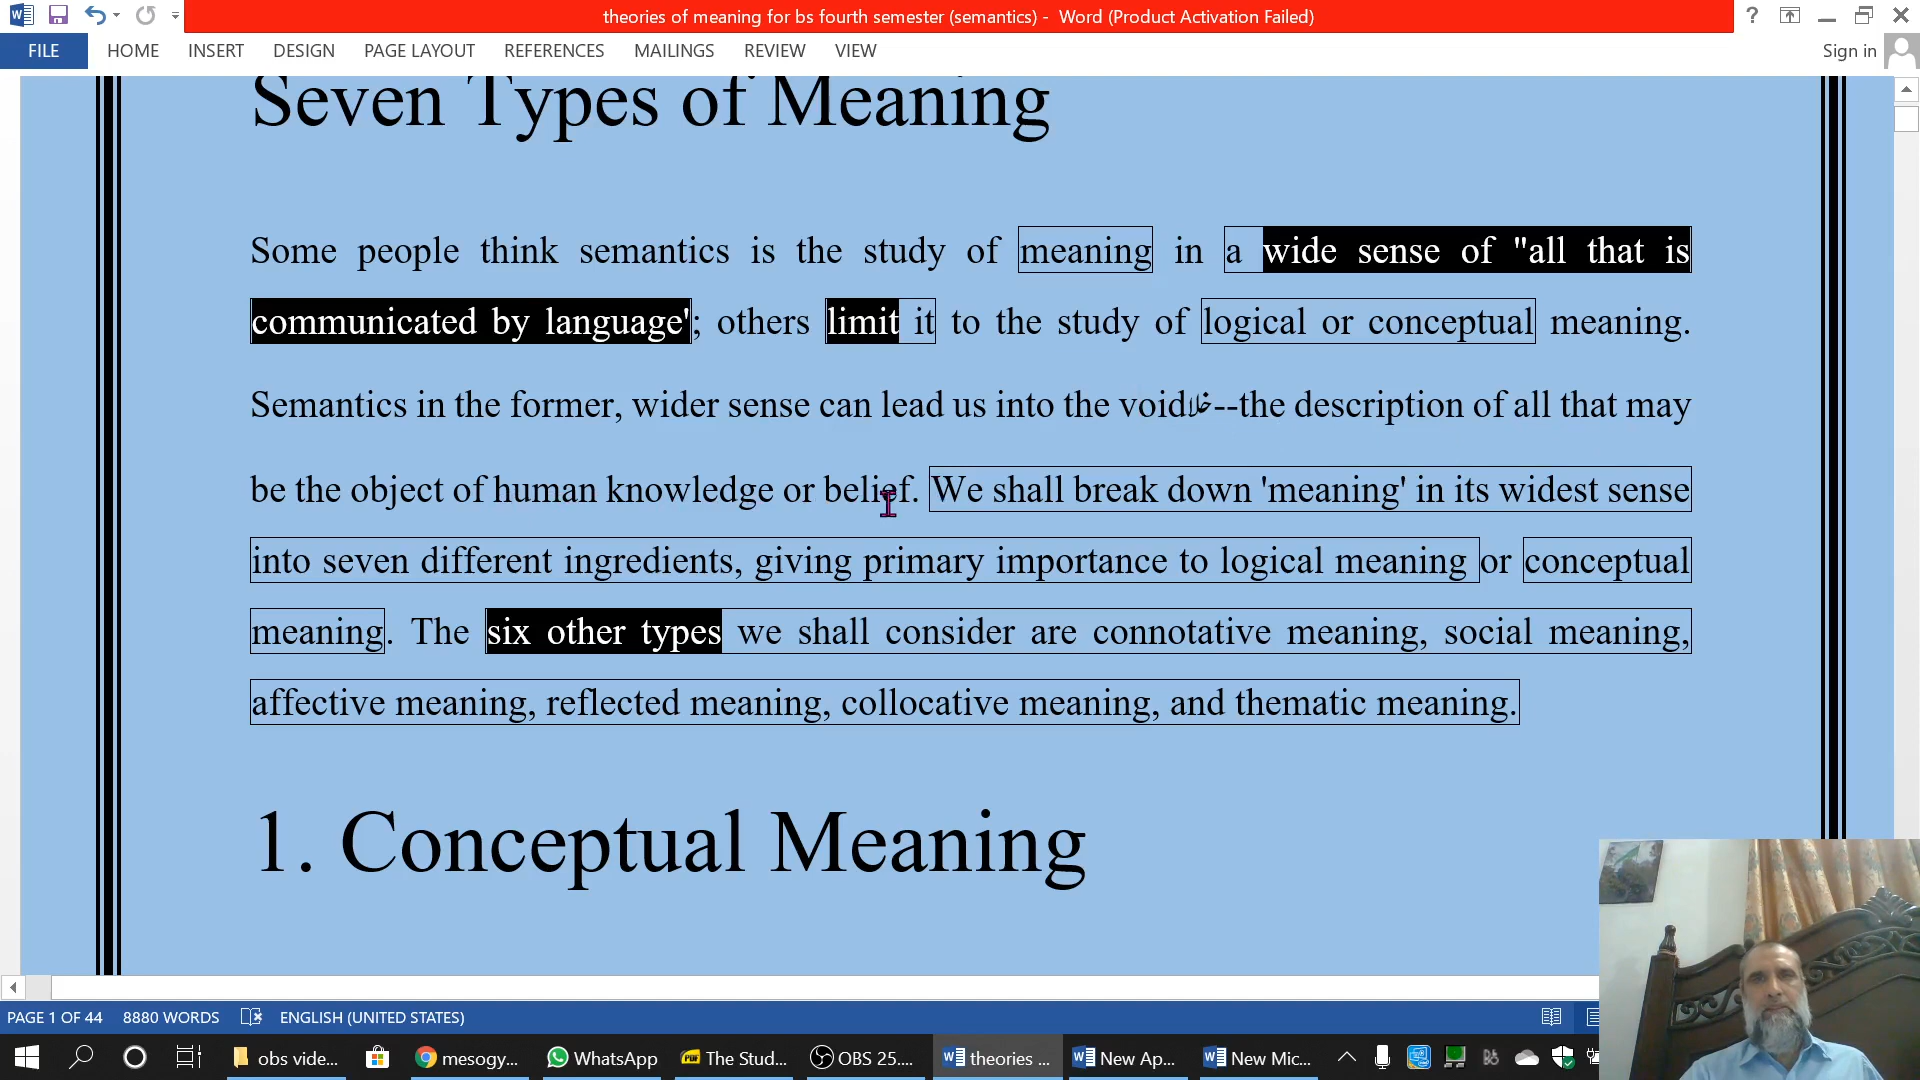 theories of meaning for bs fourth semester (semantics) - Word (Product Activation Failed)
FILE HOME INSERT DESIGN PAGE LAYOUT REFERENCES MAILINGS REVIEW VIEW Sign in
Seven Types of Meaning
Some people think semantics is the study of meaning in a wide sense of "all that is
communicated by language'; others limit it to the study of logical or conceptual meaning.
Semantics in the former, wider sense can lead us into the voidخلا--the description of all that may
be the object of human knowledge or belief. We shall break down 'meaning' in its widest sense
into seven different ingredients, giving primary importance to logical meaning or conceptual
meaning. The six other types we shall consider are connotative meaning, social meaning,
affective meaning, reflected meaning, collocative meaning, and thematic meaning.
1. Conceptual Meaning
PAGE 1 OF 44 8880 WORDS ENGLISH (UNITED STATES)
obs vide... mesogy... WhatsApp The Stud... OBS 25.... theories ... New Ap... New Mic...